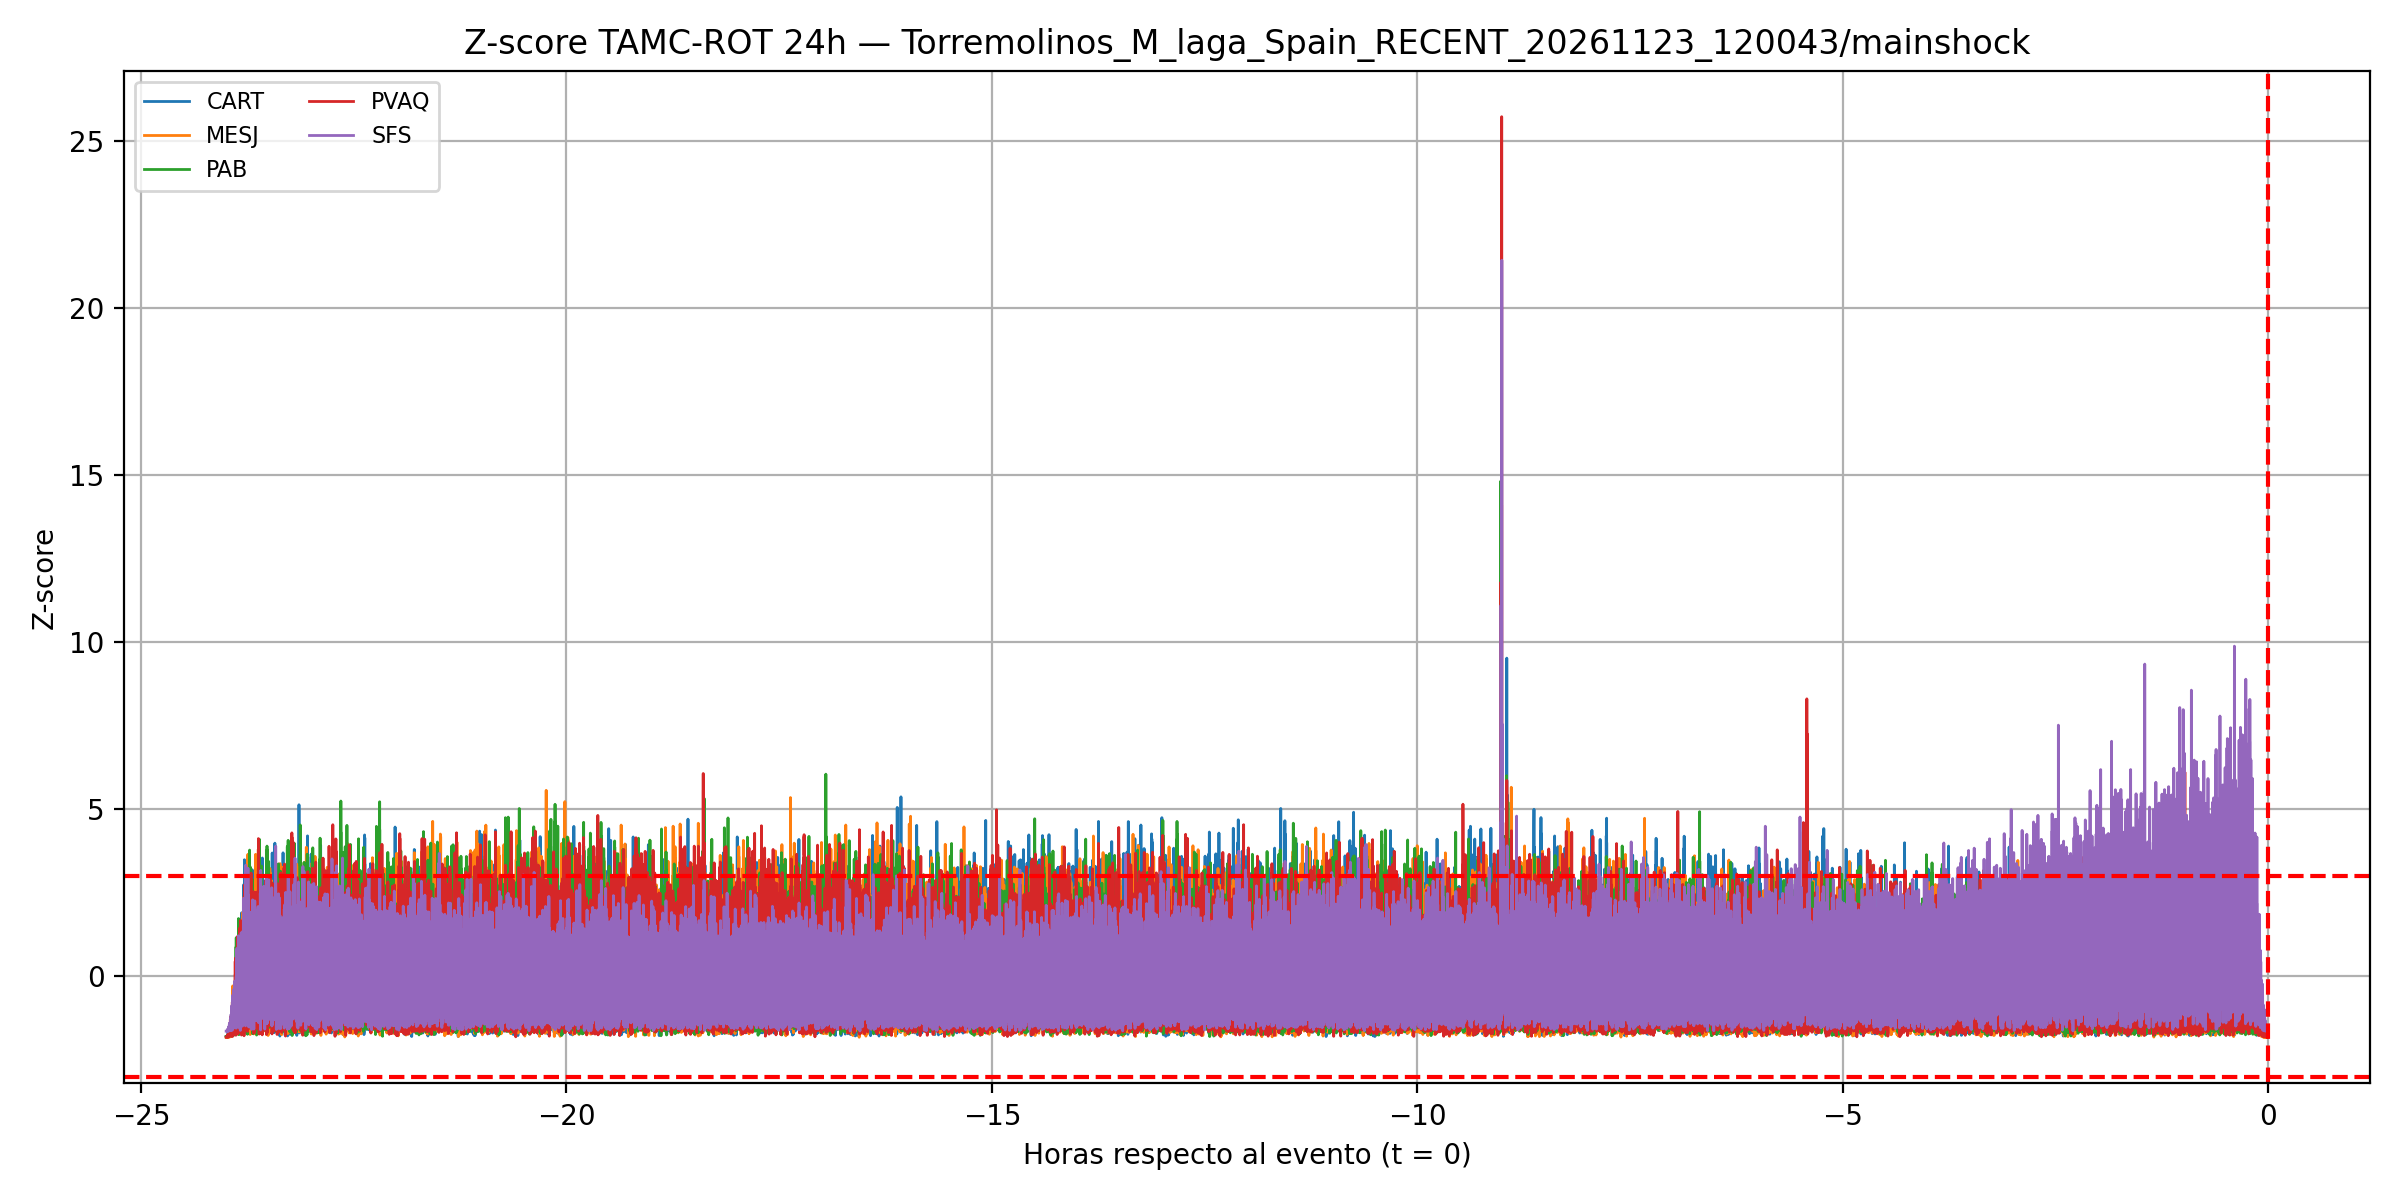 Z-score TAMC-ROT 24h — Torremolinos_M_laga_Spain_RECENT_20261123_120043/mainshock
CART
MESJ
PAB
PVAQ
SFS
25
20
15
10
5
0
Z-score
−25
−20
−15
−10
−5
0
Horas respecto al evento (t = 0)